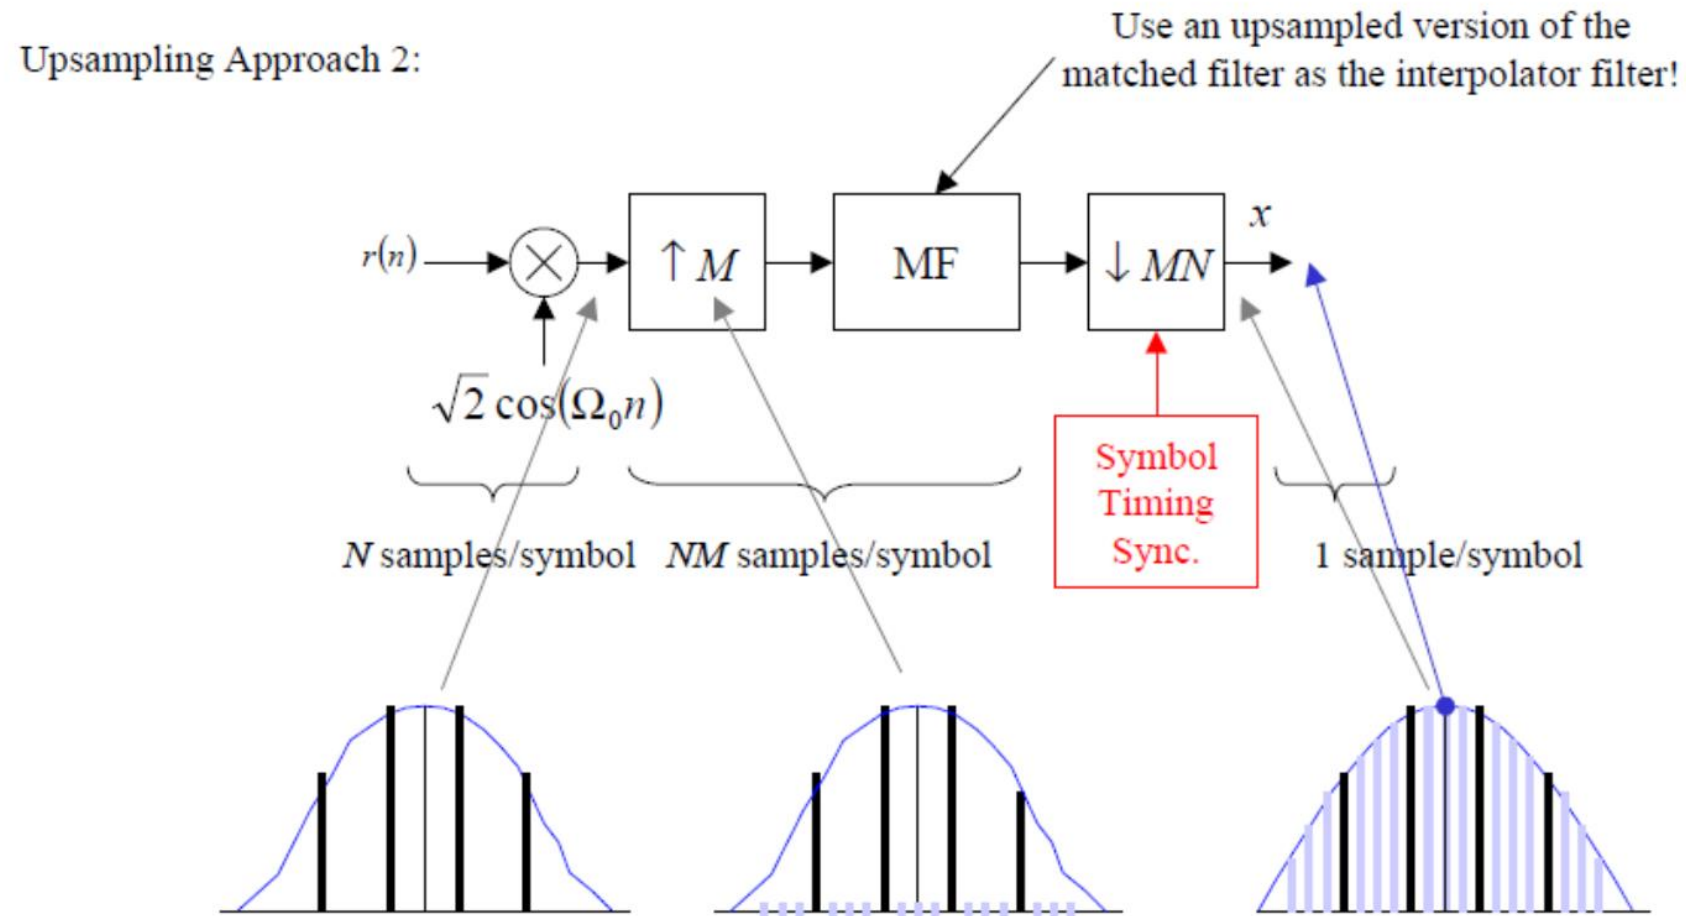 Upsampling Approach 2:
Use an upsampled version of the
matched filter as the interpolator filter!
r(n)
↑ M
MF
↓ MN
x
√2 cos(Ω₀n)
Symbol
Timing
Sync.
N samples/symbol
NM samples/symbol
1 sample/symbol